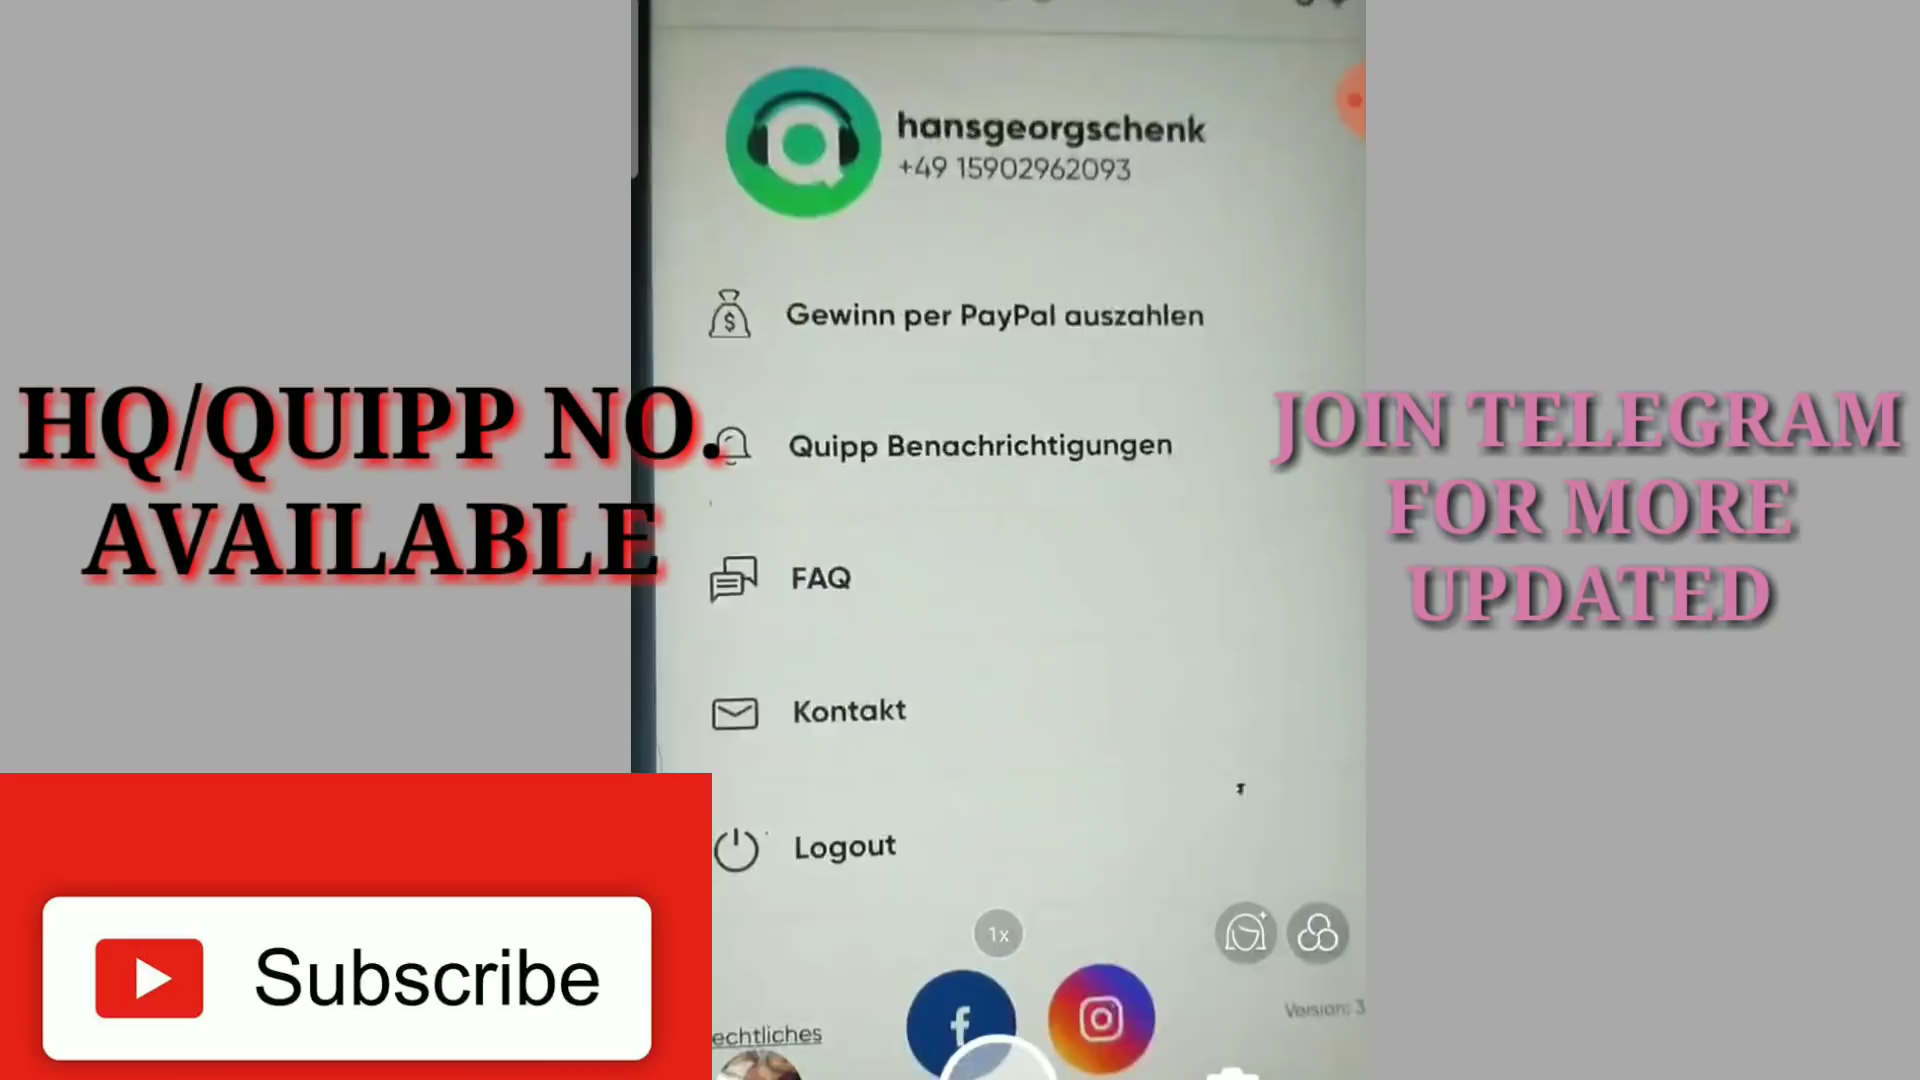 hansgeorgschenk
+49 15902962093
Gewinn per PayPal auszahlen
HQ/QUIPP NO.
AVAILABLE
Quipp Benachrichtigungen
JOIN TELEGRAM
FOR MORE
UPDATED
FAQ
Kontakt
Logout
1x
Subscribe
echtliches
Version: 3